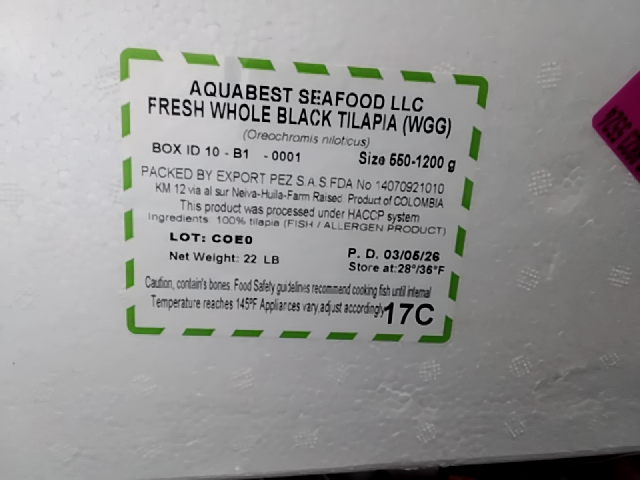 AQUABEST SEAFOOD LLC
FRESH WHOLE BLACK TILAPIA (WGG)
(Oreochromis niloticus)
BOX ID 10 - B1 - 0001 Size 550-1200 g
PACKED BY EXPORT PEZ S.A.S.FDA No 14070921010
KM 12 via al sur Neiva-Huila-Farm Raised. Product of COLOMBIA
This product was processed under HACCP system
Ingredients: 100% tilapia (FISH / ALLERGEN PRODUCT)
LOT: COE0 P. D. 03/05/26
Net Weight: 22 LB Store at:28°/36°F
Caution, contain's bones. Food Safety guidelines recommend cooking fish until internal
Temperature reaches 145°F Appliances vary,adjust accordingly 17C